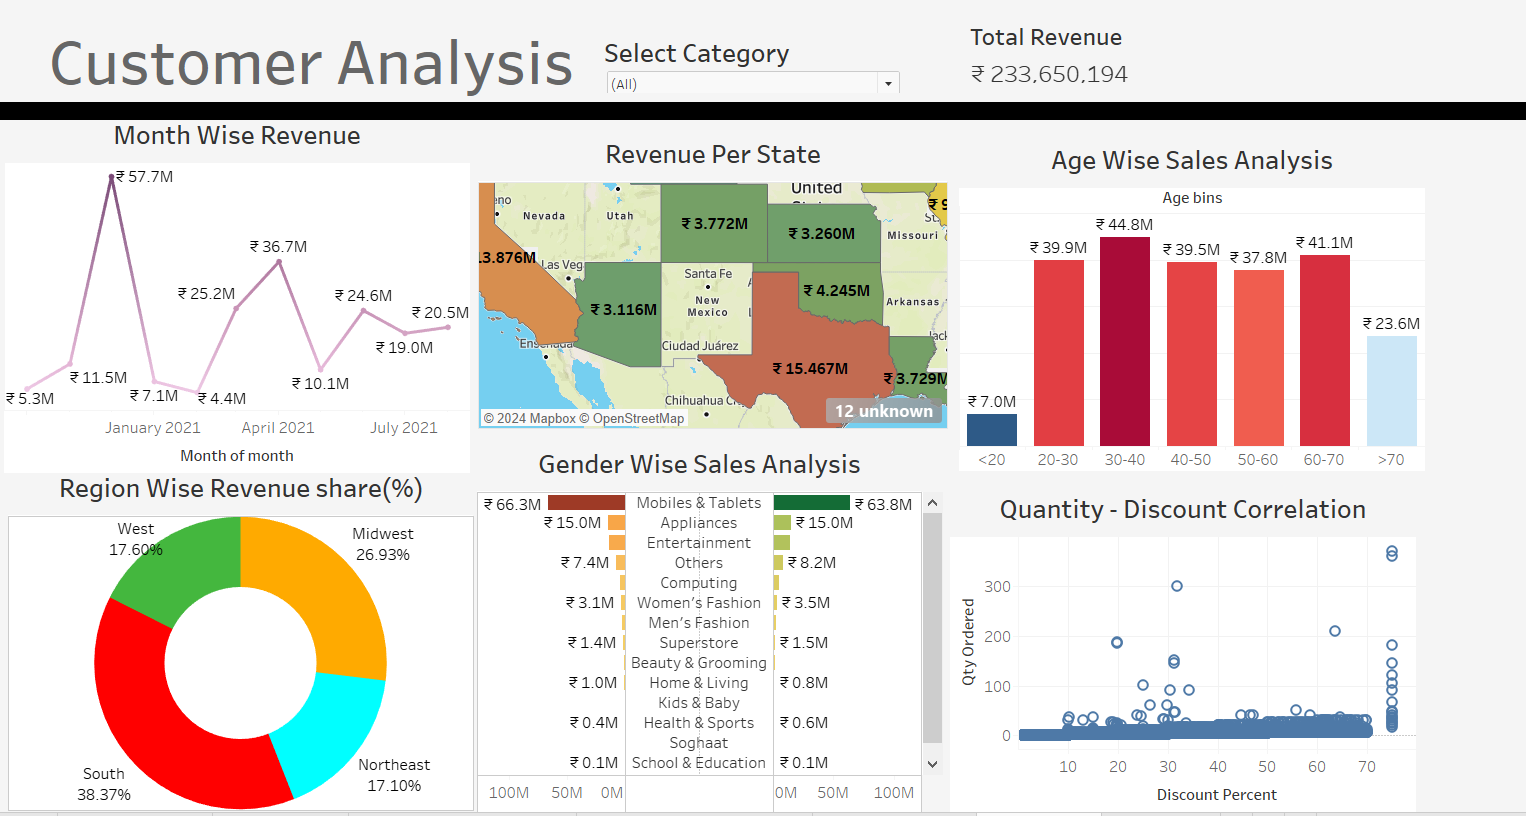 Customer Analysis
Select Category
(All)
Total Revenue
₹ 233,650,194
Month Wise Revenue
₹ 57.7M
₹ 36.7M
₹ 25.2M
₹ 24.6M
₹ 20.5M
₹ 19.0M
₹ 11.5M
₹ 10.1M
₹ 5.3M
₹ 7.1M
₹ 4.4M
January 2021
April 2021
July 2021
Month of month
Revenue Per State
United
Nevada
Utah
₹ 3.772M
₹ 3.260M
Missouri
13.876M
Las Veg
Santa Fe
New
Mexico
₹ 4.245M
Arkansas
₹ 3.116M
Ciudad Juárez
₹ 15.467M
₹ 3.729M
Chihuahua
12 unknown
© 2024 Mapbox © OpenStreetMap
Age Wise Sales Analysis
Age bins
₹ 7.0M
₹ 39.9M
₹ 44.8M
₹ 39.5M
₹ 37.8M
₹ 41.1M
₹ 23.6M
<20
20-30
30-40
40-50
50-60
60-70
>70
Region Wise Revenue share(%)
West
17.60%
Midwest
26.93%
South
38.37%
Northeast
17.10%
Gender Wise Sales Analysis
₹ 66.3M Mobiles & Tablets ₹ 63.8M
₹ 15.0M Appliances ₹ 15.0M
Entertainment
₹ 7.4M Others ₹ 8.2M
Computing
₹ 3.1M Women's Fashion ₹ 3.5M
Men's Fashion
₹ 1.4M Superstore ₹ 1.5M
Beauty & Grooming
₹ 1.0M Home & Living ₹ 0.8M
Kids & Baby
₹ 0.4M Health & Sports ₹ 0.6M
Soghaat
₹ 0.1M School & Education ₹ 0.1M
100M 50M 0M 0M 50M 100M
Quantity - Discount Correlation
Qty Ordered
300
200
100
0
10 20 30 40 50 60 70
Discount Percent